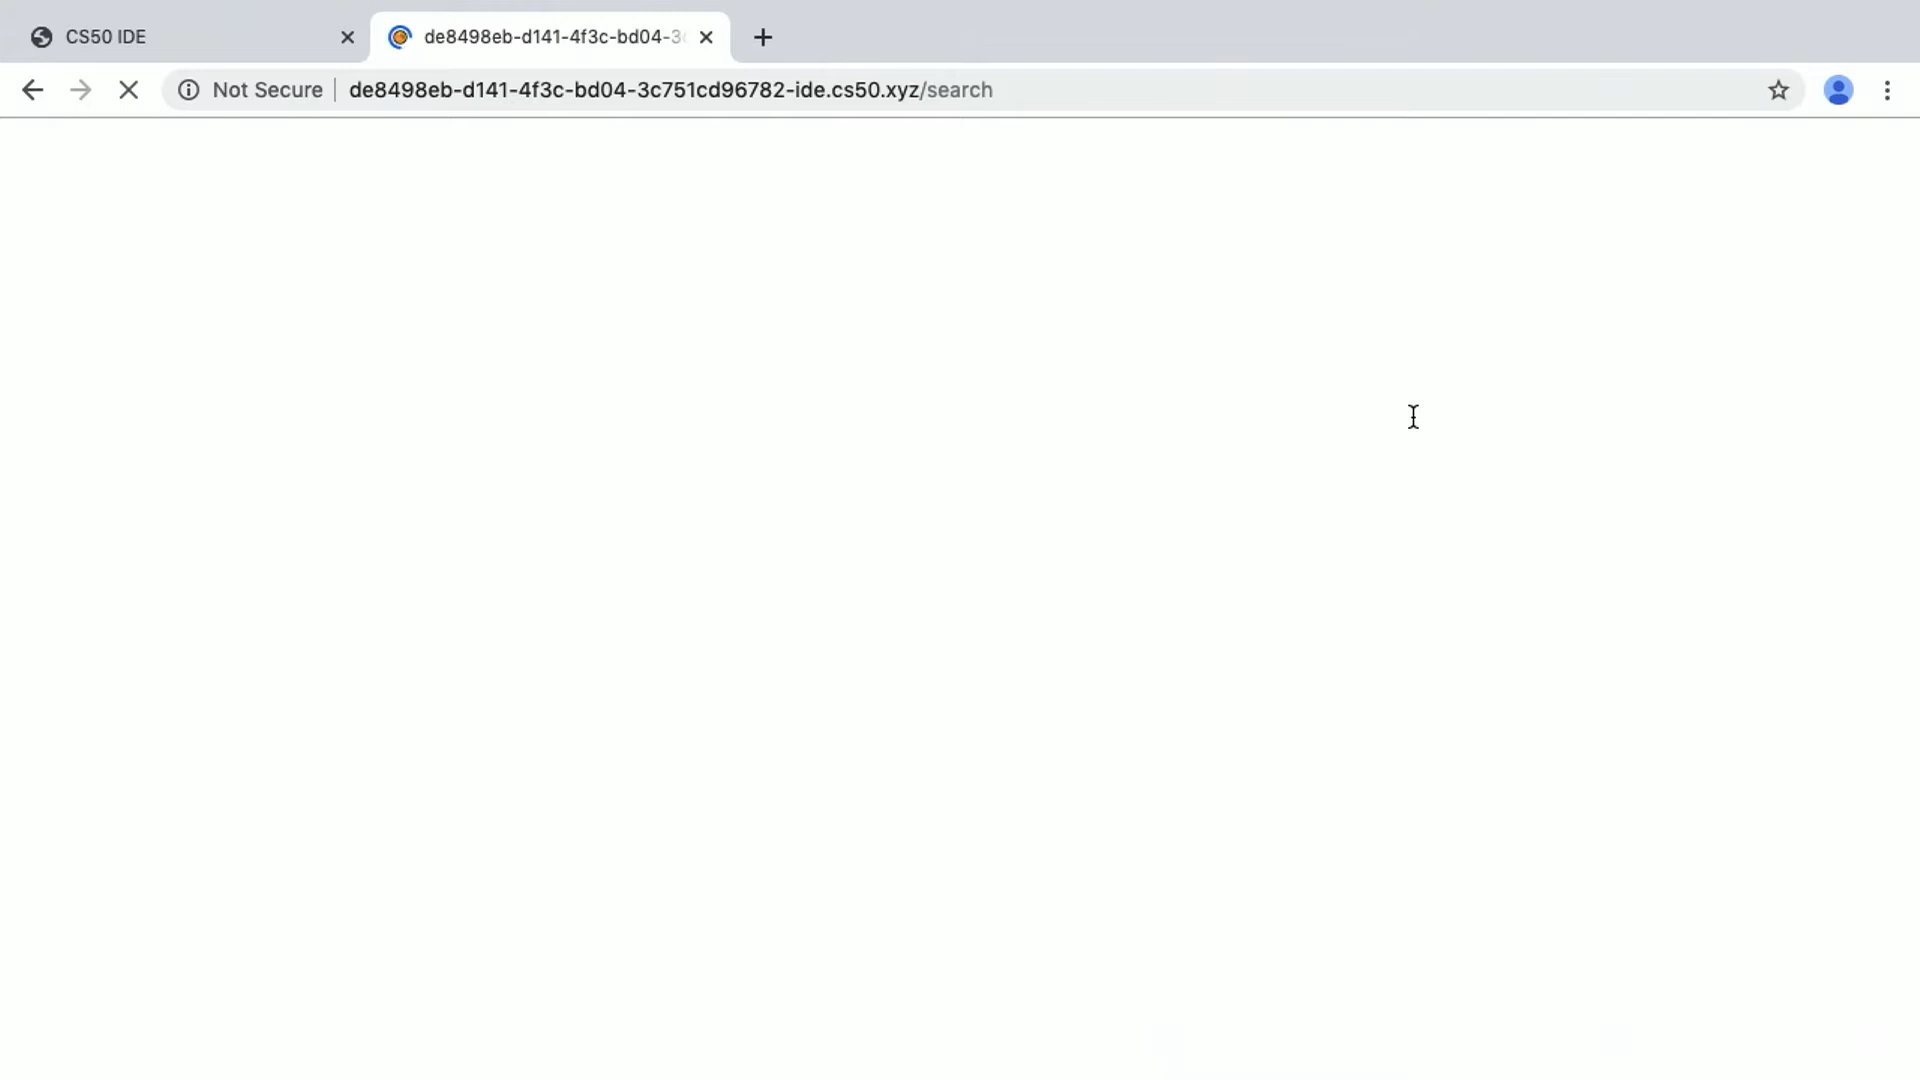 CS50 IDE
de8498eb-d141-4f3c-bd04-3
Not Secure
de8498eb-d141-4f3c-bd04-3c751cd96782-ide.cs50.xyz/search